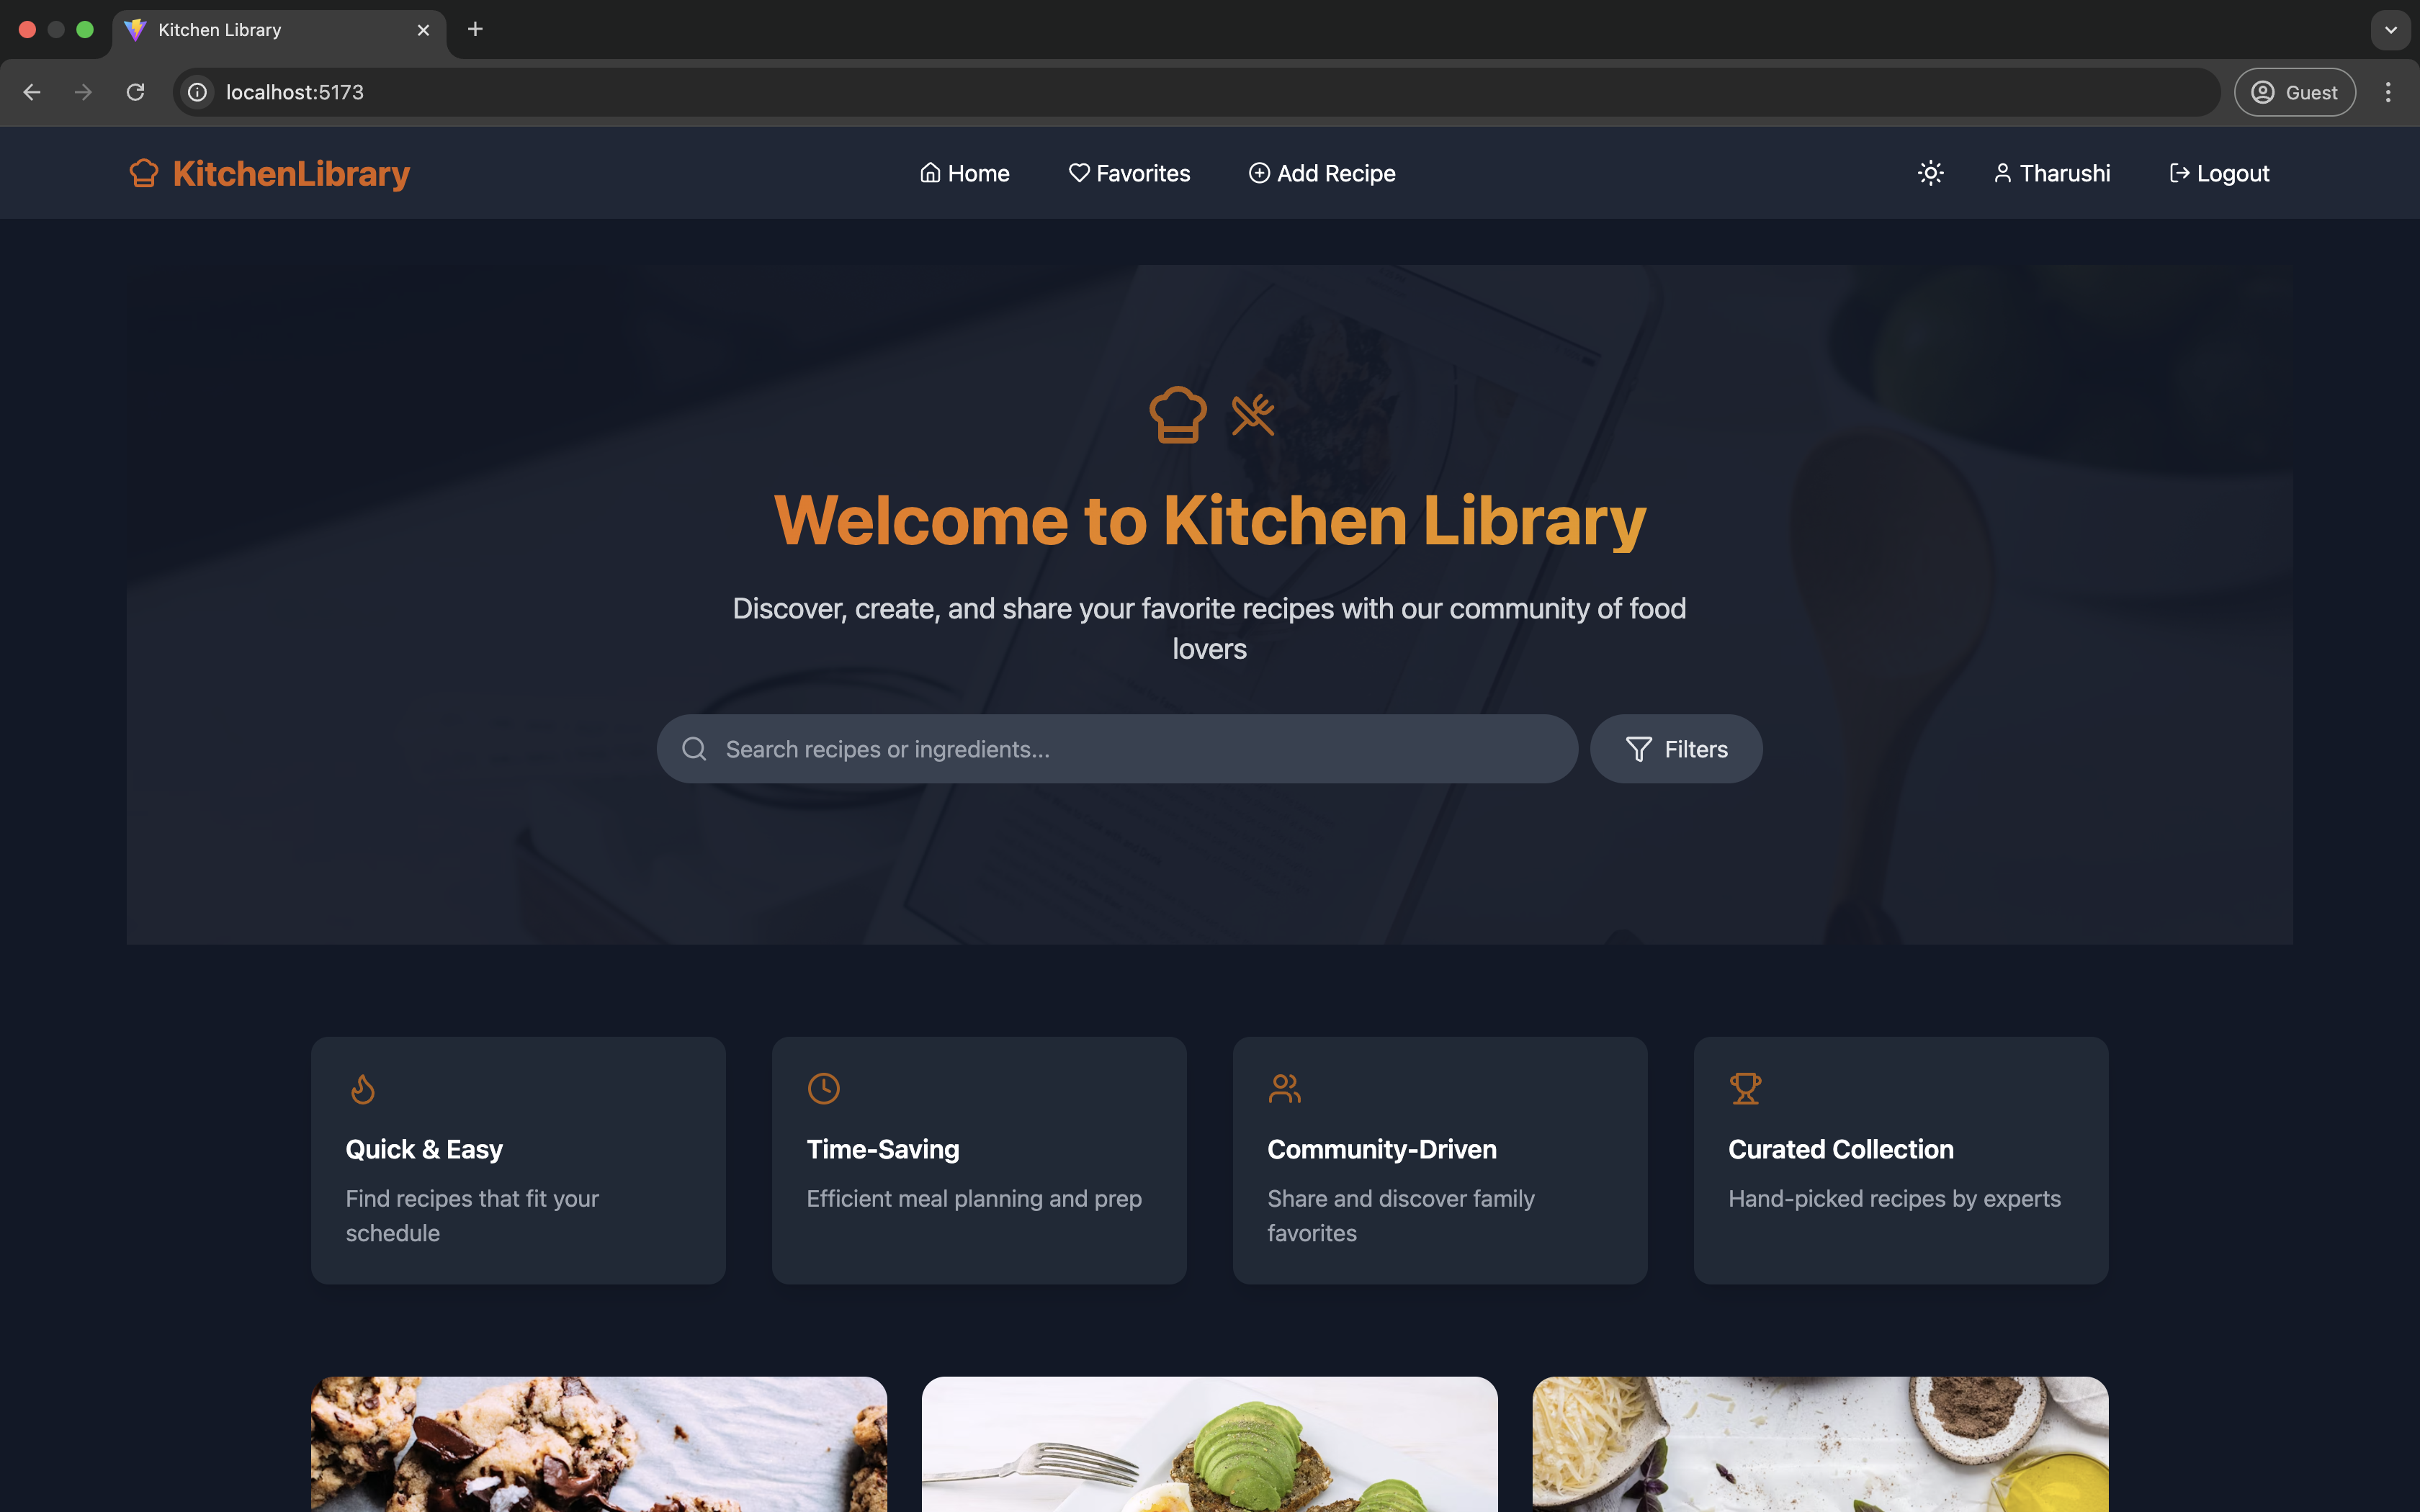 Kitchen Library
localhost:5173
Guest
KitchenLibrary
Home
Favorites
Add Recipe
Tharushi
Logout
Welcome to Kitchen Library
Discover, create, and share your favorite recipes with our community of food
lovers
Search recipes or ingredients...
Filters
Quick & Easy
Find recipes that fit your
schedule
Time-Saving
Efficient meal planning and prep
Community-Driven
Share and discover family
favorites
Curated Collection
Hand-picked recipes by experts